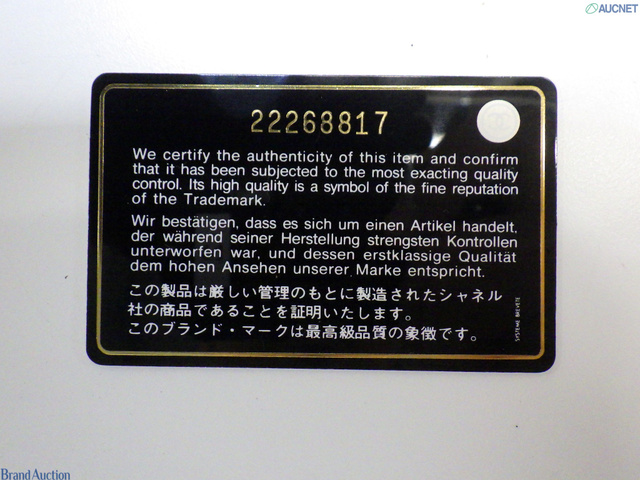 AUCNET
22268817
We certify the authenticity of this item and confirm
that it has been subjected to the most exacting quality
control. Its high quality is a symbol of the fine reputation
of the Trademark.
Wir bestätigen, dass es sich um einen Artikel handelt,
der während seiner Herstellung strengsten Kontrollen
unterworfen war, und dessen erstklassige Qualität
dem hohen Ansehen unserer Marke entspricht.
この製品は厳しい管理のもとに製造されたシャネル
社の商品であることを証明いたします。
このブランド・マークは最高級品質の象徴です。
SYSTEME BREVETE
Brand Auction